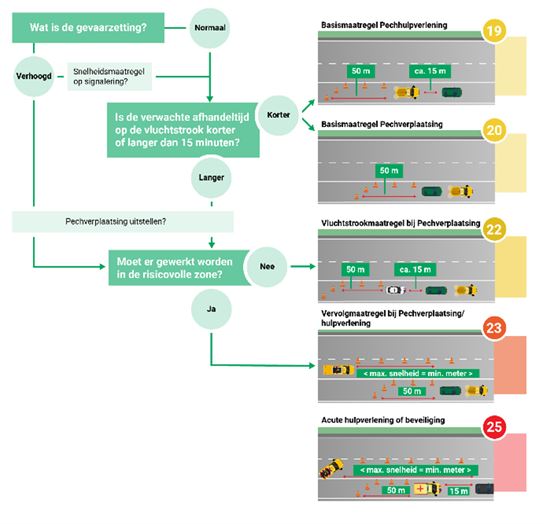 Wat is de gevaarzetting?
Normaal
Verhoogd
Snelheidsmaatregel
op signalering?
Is de verwachte afhandeltijd
op de vluchtstrook korter
of langer dan 15 minuten?
Korter
Langer
Pechverplaatsing uitstellen?
Moet er gewerkt worden
in de risicovolle zone?
Nee
Ja
Basismaatregel Pechhulpverlening
19
50 m
ca. 15 m
Basismaatregel Pechverplaatsing
20
50 m
Vluchtstrookmaatregel bij Pechverplaatsing
22
50 m
ca. 15 m
Vervolgmaatregel bij Pechverplaatsing/
hulpverlening
23
< max. snelheid = min. meter >
50 m
Acute hulpverlening of beveiliging
25
< max. snelheid = min. meter >
50 m
15 m